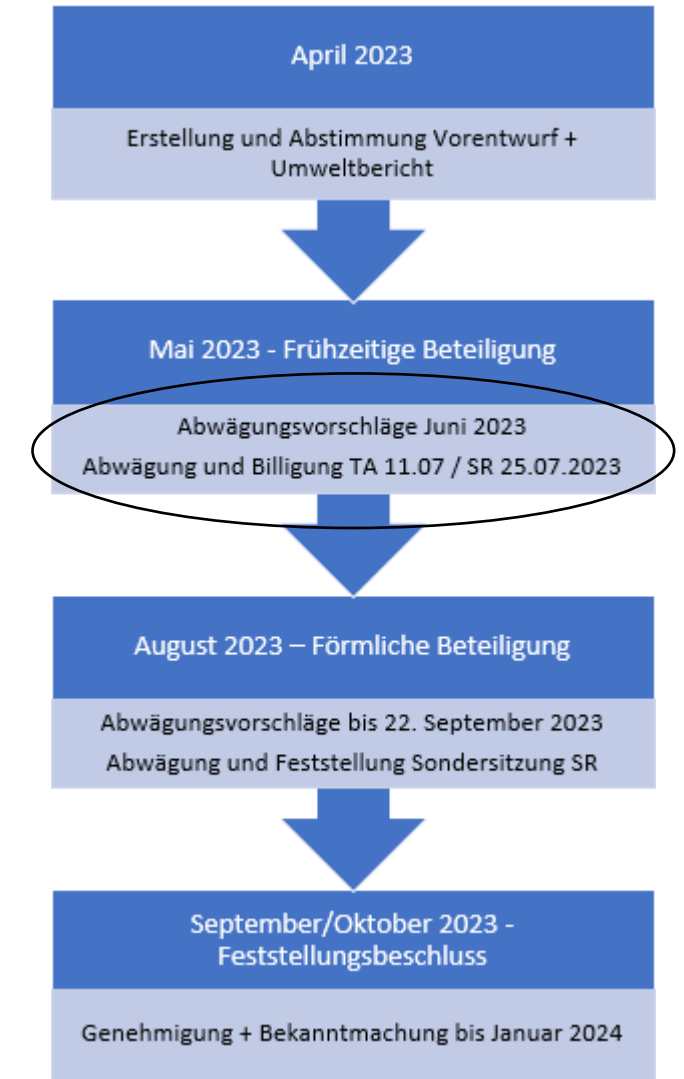 April 2023
Erstellung und Abstimmung Vorentwurf +
Umweltbericht
Mai 2023 - Frühzeitige Beteiligung
Abwägungsvorschläge Juni 2023
Abwägung und Billigung TA 11.07 / SR 25.07.2023
August 2023 – Förmliche Beteiligung
Abwägungsvorschläge bis 22. September 2023
Abwägung und Feststellung Sondersitzung SR
September/Oktober 2023 -
Feststellungsbeschluss
Genehmigung + Bekanntmachung bis Januar 2024